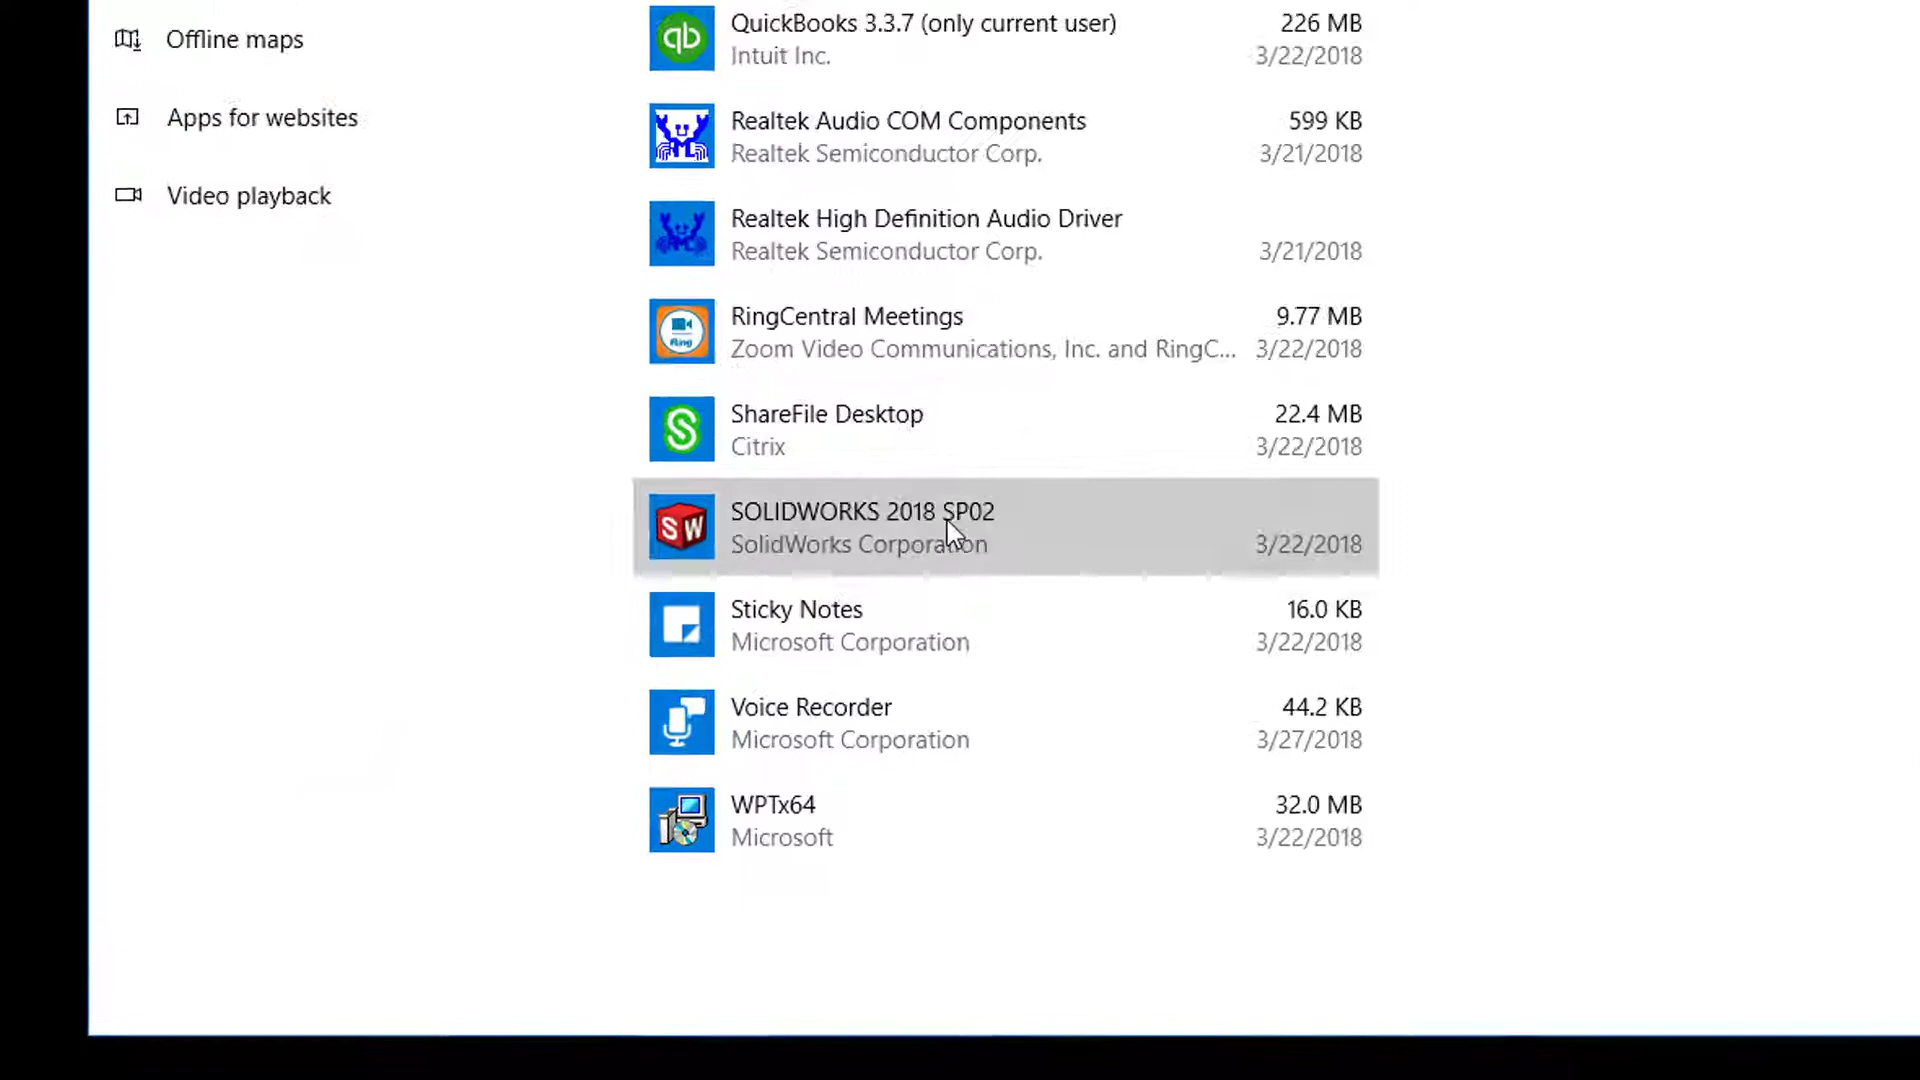 Offline maps
Apps for websites
Video playback
qb
QuickBooks 3.3.7 (only current user)
226 MB
Intuit Inc.
3/22/2018
Realtek Audio COM Components
599 KB
Realtek Semiconductor Corp.
3/21/2018
Realtek High Definition Audio Driver
Realtek Semiconductor Corp.
3/21/2018
Ring
RingCentral Meetings
9.77 MB
Zoom Video Communications, Inc. and RingC...
3/22/2018
S
ShareFile Desktop
22.4 MB
Citrix
3/22/2018
SW
SOLIDWORKS 2018 SP02
SolidWorks Corporation
3/22/2018
Sticky Notes
16.0 KB
Microsoft Corporation
3/22/2018
Voice Recorder
44.2 KB
Microsoft Corporation
3/27/2018
WPTx64
32.0 MB
Microsoft
3/22/2018